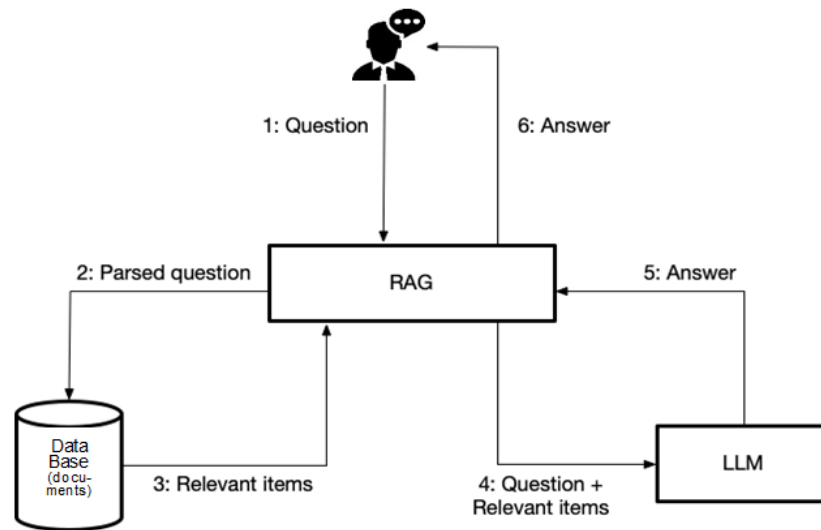 1: Question
6: Answer
2: Parsed question
RAG
5: Answer
Data
Base
(docu-
ments)
3: Relevant items
4: Question +
Relevant items
LLM